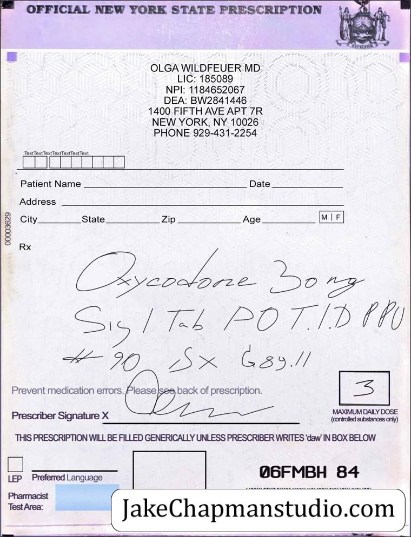 OFFICIAL NEW YORK STATE PRESCRIPTION
OLGA WILDFEUER MD
LIC: 185089
NPI: 1184652067
DEA: BW2841446
1400 FIFTH AVE APT 7R
NEW YORK, NY 10026
PHONE 929-431-2254
Patient Name Date
Address
City State Zip Age M F
00003629
Rx
Oxycodone 30 mg
Sig 1 Tab PO T.I.D
# 90 G89.11
Prevent medication errors. Please see back of prescription.
3
Prescriber Signature X
MAXIMUM DAILY DOSE
(controlled substances only)
THIS PRESCRIPTION WILL BE FILLED GENERICALLY UNLESS PRESCRIBER WRITES 'daw' IN BOX BELOW
06FMBH 84
LEP Preferred Language
Pharmacist
Test Area:
JakeChapmanstudio.com